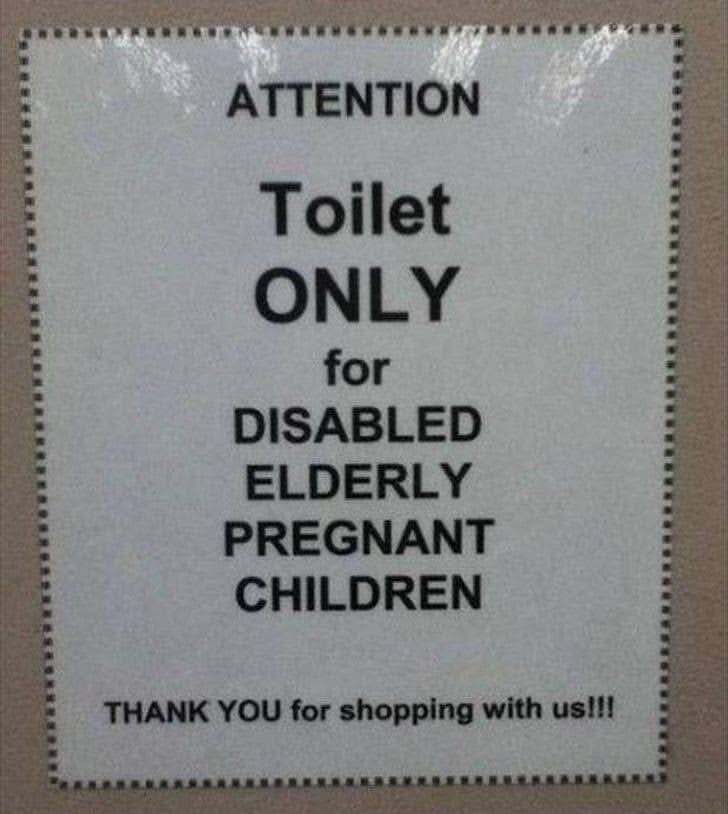 ATTENTION
Toilet
ONLY
for
DISABLED
ELDERLY
PREGNANT
CHILDREN
THANK YOU for shopping with us!!!